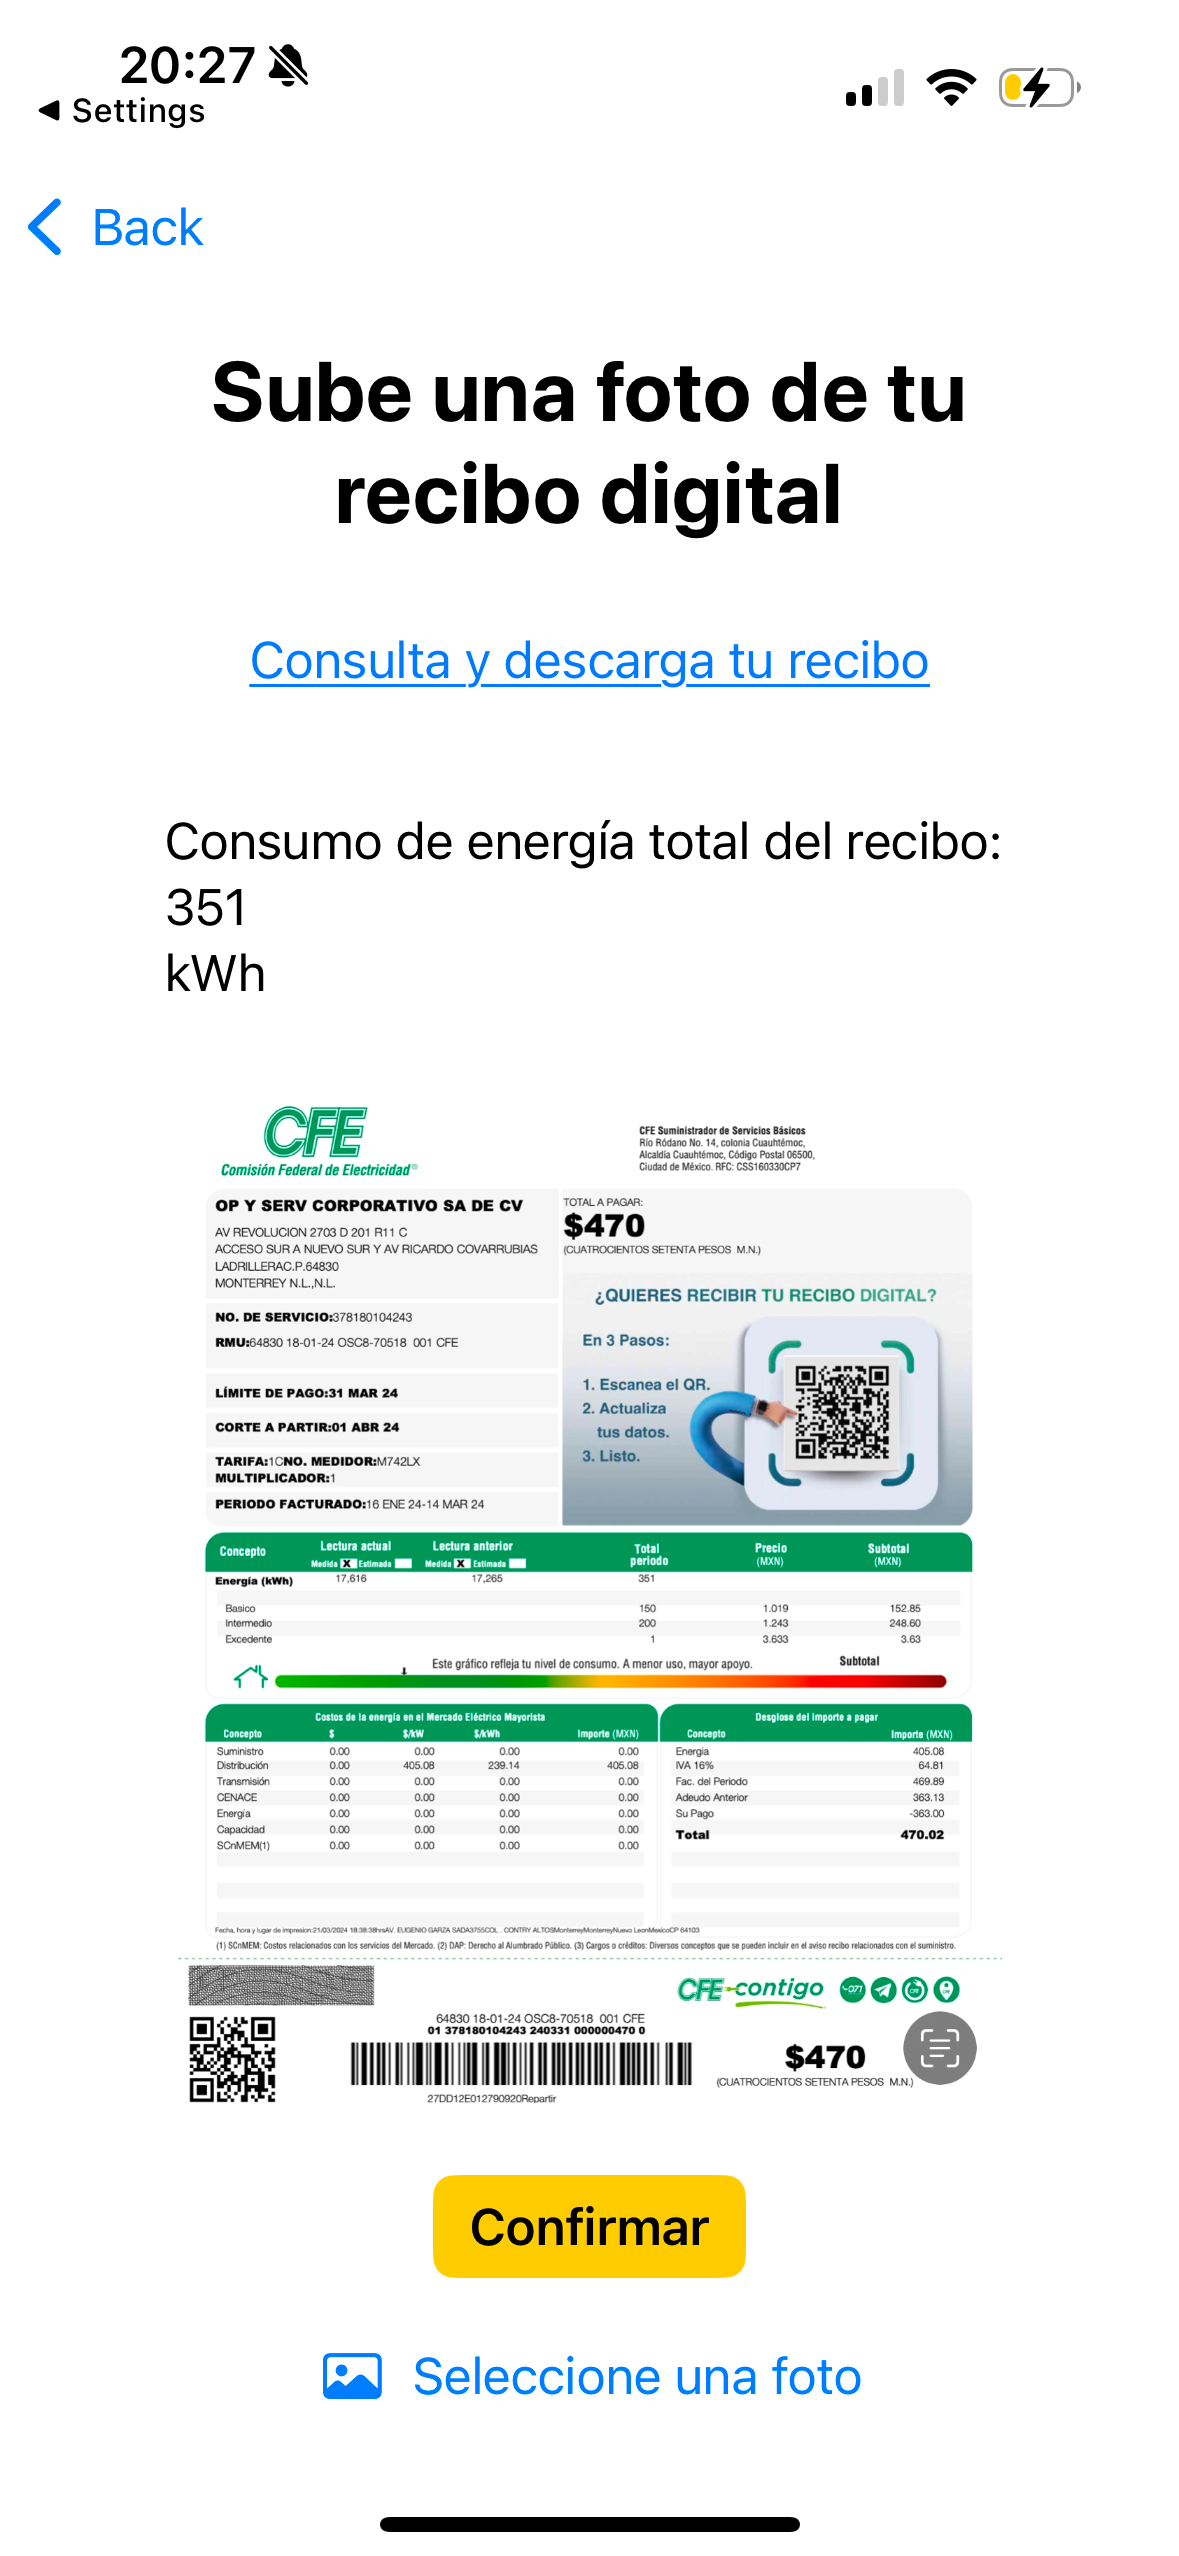 20:27
Settings
Back
Sube una foto de tu
recibo digital
Consulta y descarga tu recibo
Consumo de energía total del recibo:
351
kWh
CFE
Comisión Federal de Electricidad®
CFE Suministrador de Servicios Básicos
Río Ródano No. 14, colonia Cuauhtémoc,
Alcaldía Cuauhtémoc, Código Postal 06500,
Ciudad de México. RFC: CSS160330CP7
OP Y SERV CORPORATIVO SA DE CV
AV REVOLUCION 2703 D 201 R11 C
ACCESO SUR A NUEVO SUR Y AV RICARDO COVARRUBIAS
LADRILLERAC.P.64830
MONTERREY N.L.,N.L.
TOTAL A PAGAR:
$470
(CUATROCIENTOS SETENTA PESOS M.N.)
NO. DE SERVICIO:378180104243
RMU:64830 18-01-24 OSC8-70518 001 CFE
LÍMITE DE PAGO:31 MAR 24
CORTE A PARTIR:01 ABR 24
TARIFA:1CNO. MEDIDOR:M742LX
MULTIPLICADOR:1
PERIODO FACTURADO:16 ENE 24-14 MAR 24
¿QUIERES RECIBIR TU RECIBO DIGITAL?
En 3 Pasos:
1. Escanea el QR.
2. Actualiza
tus datos.
3. Listo.
Concepto Lectura actual Lectura anterior Total periodo Precio (MXN) Subtotal (MXN)
Medida X Estimada Medida X Estimada
Energía (kWh) 17,616 17,265 351
Basico 150 1.019 152.85
Intermedio 200 1.243 248.60
Excedente 1 3.633 3.63
Este gráfico refleja tu nivel de consumo. A menor uso, mayor apoyo. Subtotal
Costos de la energía en el Mercado Eléctrico Mayorista
Concepto $ $/kW $/kWh Importe (MXN)
Suministro 0.00 0.00 0.00 0.00
Distribución 0.00 405.08 239.14 405.08
Transmisión 0.00 0.00 0.00 0.00
CENACE 0.00 0.00 0.00 0.00
Energía 0.00 0.00 0.00 0.00
Capacidad 0.00 0.00 0.00 0.00
SCnMEM(1) 0.00 0.00 0.00 0.00
Desglose del importe a pagar
Concepto Importe (MXN)
Energia 405.08
IVA 16% 64.81
Fac. del Periodo 469.89
Adeudo Anterior 363.13
Su Pago -363.00
Total 470.02
Fecha, hora y lugar de impresion:21/03/2024 18:38:38hrsAV. EUGENIO GARZA SADA3755COL . CONTRY ALTOSMonterreyMonterreyNuevo LeonMexicoCP 64103
(1) SCnMEM: Costos relacionados con los servicios del Mercado. (2) DAP: Derecho al Alumbrado Público. (3) Cargos o créditos: Diversos conceptos que se pueden incluir en el aviso recibo relacionados con el suministro.
CFE contigo 071
64830 18-01-24 OSC8-70518 001 CFE
01 378180104243 240331 000000470 0
27DD12E012790920Repartir
$470
(CUATROCIENTOS SETENTA PESOS M.N.)
Confirmar
Seleccione una foto